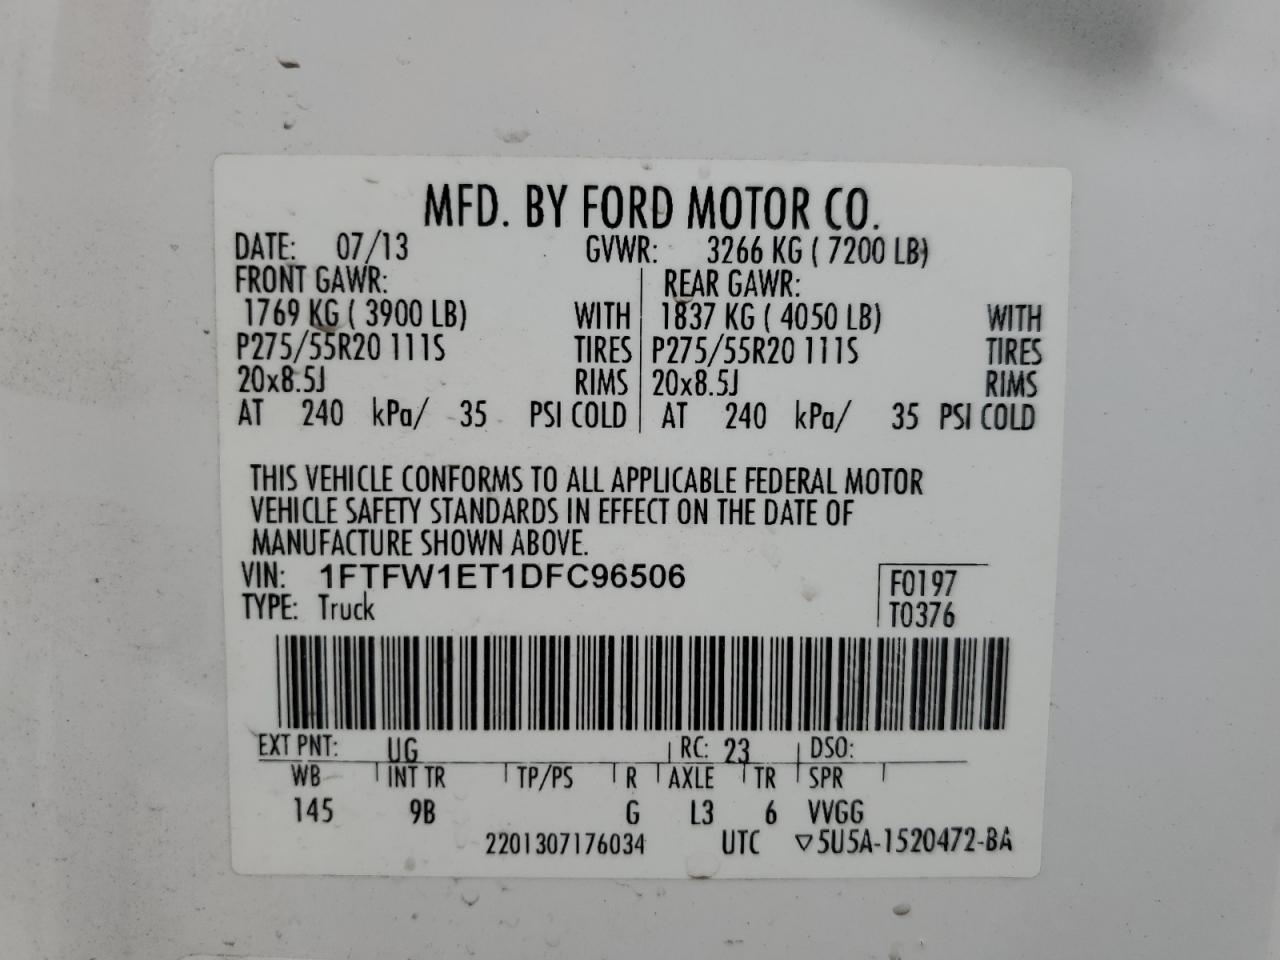 MFD. BY FORD MOTOR CO.
DATE: 07/13 GVWR: 3266 KG ( 7200 LB)
FRONT GAWR: REAR GAWR:
1769 KG ( 3900 LB) WITH 1837 KG ( 4050 LB) WITH
P275/55R20 111S TIRES P275/55R20 111S TIRES
20x8.5J RIMS 20x8.5J RIMS
AT 240 kPa/ 35 PSI COLD AT 240 kPa/ 35 PSI COLD
THIS VEHICLE CONFORMS TO ALL APPLICABLE FEDERAL MOTOR
VEHICLE SAFETY STANDARDS IN EFFECT ON THE DATE OF
MANUFACTURE SHOWN ABOVE.
VIN: 1FTFW1ET1DFC96506 F0197
TYPE: Truck T0376
EXT PNT: UG RC: 23 DSO:
WB INT TR TP/PS R AXLE TR SPR
145 9B G L3 6 VVGG
2201307176034 UTC ▽5U5A-1520472-BA